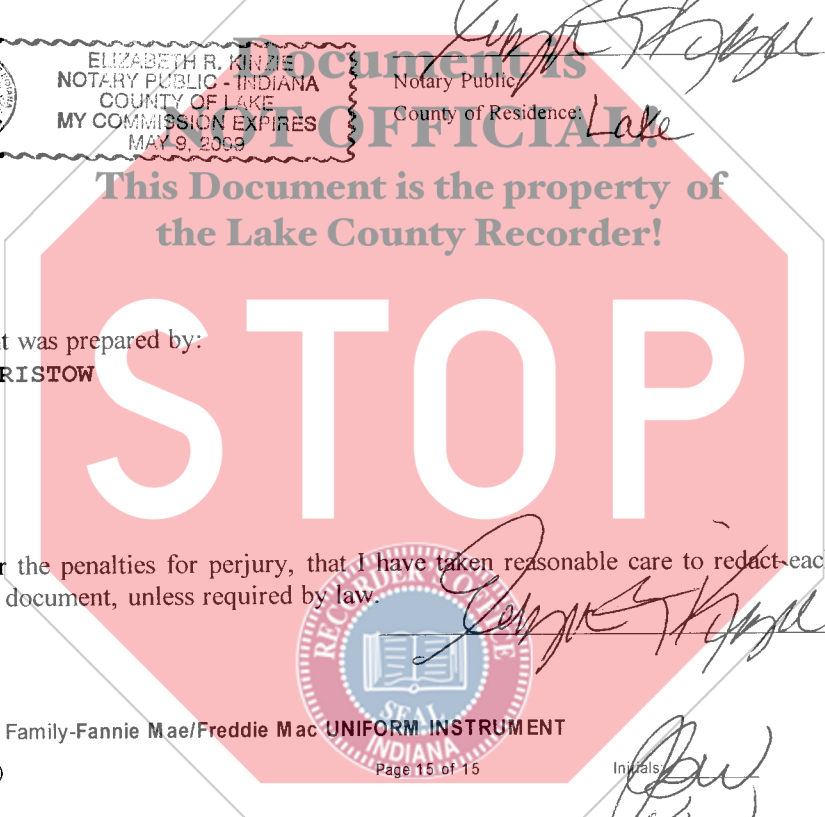 ELIZABETH R. KINZIE
NOTARY PUBLIC - INDIANA
COUNTY OF LAKE
MY COMMISSION EXPIRES
MAY 9, 2009
Document is
NOT OFFICIAL!
This Document is the property of
the Lake County Recorder!
Notary Public
County of Residence: Lake
STOP
t was prepared by:
RISTOW
r the penalties for perjury, that I have taken reasonable care to redact eac
document, unless required by law.
RECORDER'S OFFICE
SEAL
INDIANA
Family-Fannie Mae/Freddie Mac UNIFORM INSTRUMENT
)
Page 15 of 15
Initials: